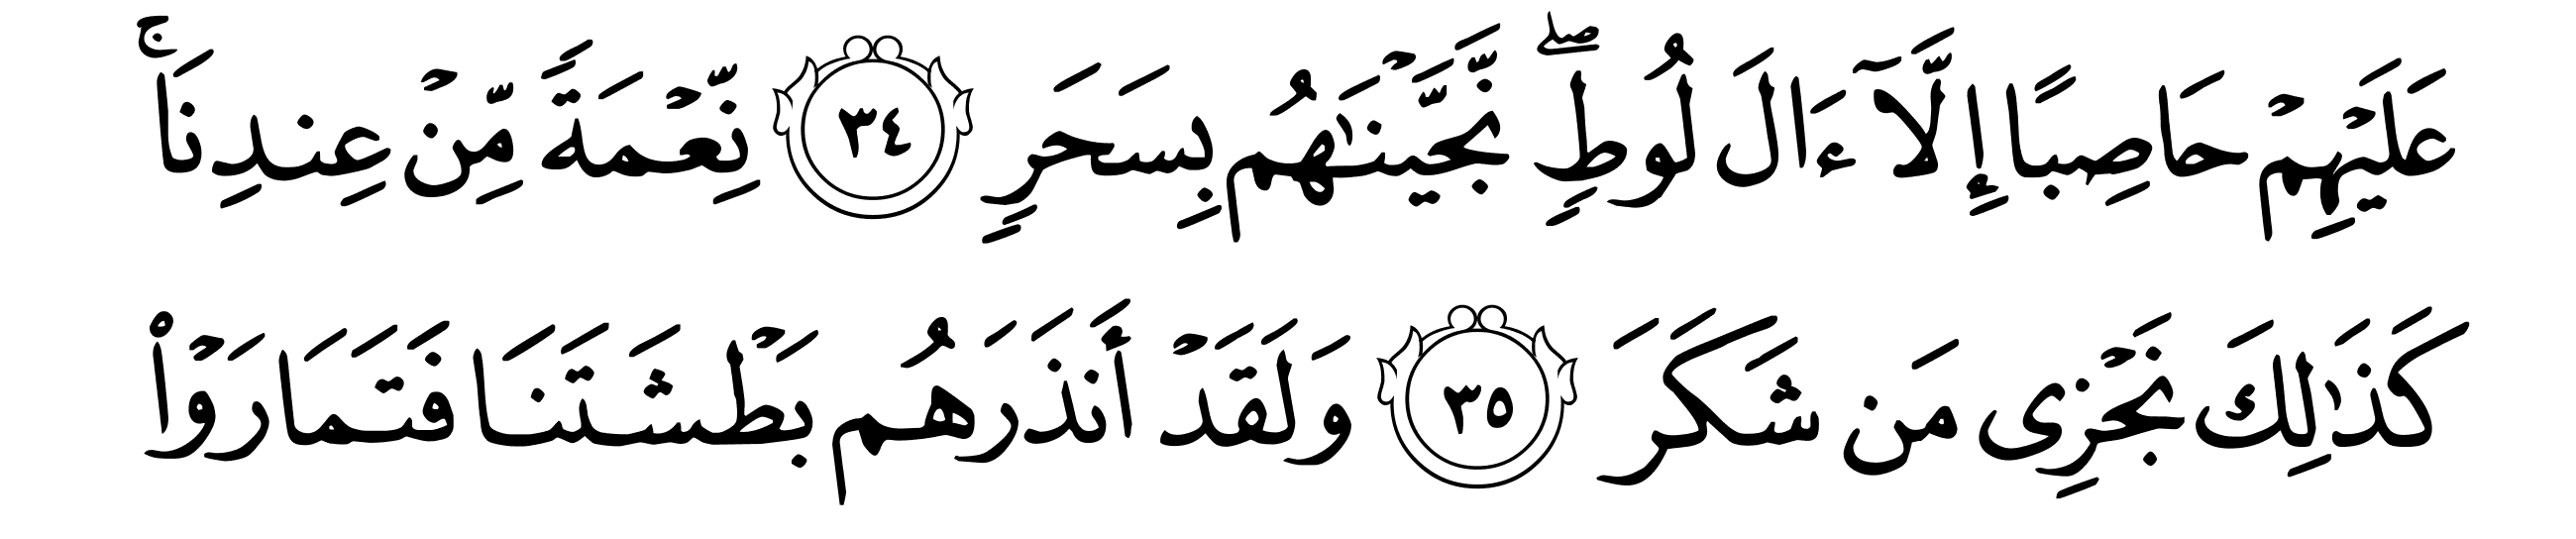 عَلَيْهِمْ حَاصِبًا إِلَّآ ءَالَ لُوطٍۖ نَّجَّيْنَٰهُم بِسَحَرٍ ٣٤ نِّعْمَةً مِّنْ عِندِنَاۚ
كَذَٰلِكَ نَجْزِى مَن شَكَرَ ٣٥ وَلَقَدْ أَنذَرَهُم بَطْشَتَنَا فَتَمَارَوْا۟